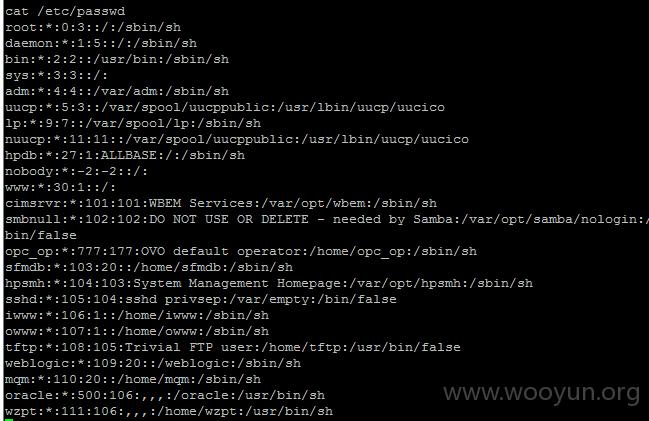 cat /etc/passwd
root:*:0:3::/:/sbin/sh
daemon:*:1:5::/:/sbin/sh
bin:*:2:2::/usr/bin:/sbin/sh
sys:*:3:3::/:
adm:*:4:4::/var/adm:/sbin/sh
uucp:*:5:3::/var/spool/uucppublic:/usr/lbin/uucp/uucico
lp:*:9:7::/var/spool/lp:/sbin/sh
nuucp:*:11:11::/var/spool/uucppublic:/usr/lbin/uucp/uucico
hpdb:*:27:1:ALLBASE:/:/sbin/sh
nobody:*:-2:-2::/:
www:*:30:1::/:
cimsrvr:*:101:101:WBEM Services:/var/opt/wbem:/sbin/sh
smbnull:*:102:102:DO NOT USE OR DELETE - needed by Samba:/var/opt/samba/nologin:/
bin/false
opc_op:*:777:177:OVO default operator:/home/opc_op:/sbin/sh
sfmdb:*:103:20::/home/sfmdb:/sbin/sh
hpsmh:*:104:103:System Management Homepage:/var/opt/hpsmh:/sbin/sh
sshd:*:105:104:sshd privsep:/var/empty:/bin/false
iwww:*:106:1::/home/iwww:/sbin/sh
owww:*:107:1::/home/owww:/sbin/sh
tftp:*:108:105:Trivial FTP user:/home/tftp:/usr/bin/false
weblogic:*:109:20::/weblogic:/sbin/sh
mqm:*:110:20::/home/mqm:/sbin/sh
oracle:*:500:106:,,,:/oracle:/usr/bin/sh
wzpt:*:111:106:,,,:/home/wzpt:/usr/bin/sh
www.wooyun.org